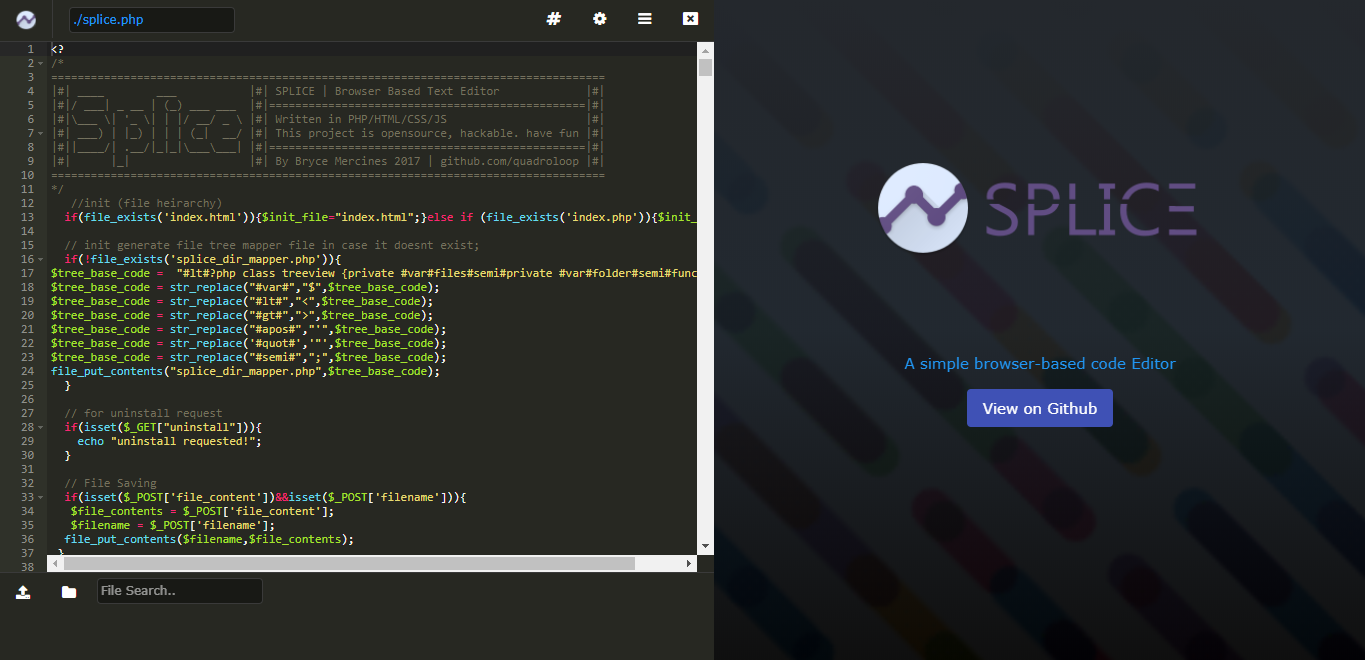 ./splice.php
1 <?
2 /*
3 ====================================================================================
4 |#| ____ ___ |#| SPLICE | Browser Based Text Editor |#|
5 |#|/ ___| _ __ | (_) ___ ___ |#|================================================|#|
6 |#|\___ \| '_ \| | |/ __/ _ \ |#| Written in PHP/HTML/CSS/JS |#|
7 |#| ___) | |_) | | | (_| __/ |#| This project is opensource, hackable. have fun |#|
8 |#||____/| .__/|_|_|\___\___| |#|================================================|#|
9 |#| |_| |#| By Bryce Mercines 2017 | github.com/quadroloop |#|
10 ====================================================================================
11 */
12 //init (file heirarchy)
13 if(file_exists('index.html')){$init_file="index.html";}else if (file_exists('index.php')){$init_
14
15 // init generate file tree mapper file in case it doesnt exist;
16 if(!file_exists('splice_dir_mapper.php')){
17 $tree_base_code = "#lt#?php class treeview {private #var#files#semi#private #var#folder#semi#func
18 $tree_base_code = str_replace("#var#","$",$tree_base_code);
19 $tree_base_code = str_replace("#lt#","<",$tree_base_code);
20 $tree_base_code = str_replace("#gt#",">",$tree_base_code);
21 $tree_base_code = str_replace("#apos#","'",$tree_base_code);
22 $tree_base_code = str_replace('#quot#','"',$tree_base_code);
23 $tree_base_code = str_replace("#semi#",";",$tree_base_code);
24 file_put_contents("splice_dir_mapper.php",$tree_base_code);
25 }
26
27 // for uninstall request
28 if(isset($_GET["uninstall"])){
29 echo "uninstall requested!";
30 }
31
32 // File Saving
33 if(isset($_POST['file_content'])&&isset($_POST['filename'])){
34 $file_contents = $_POST['file_content'];
35 $filename = $_POST['filename'];
36 file_put_contents($filename,$file_contents);
37 }
38
File Search..
SPLICE
A simple browser-based code Editor
View on Github